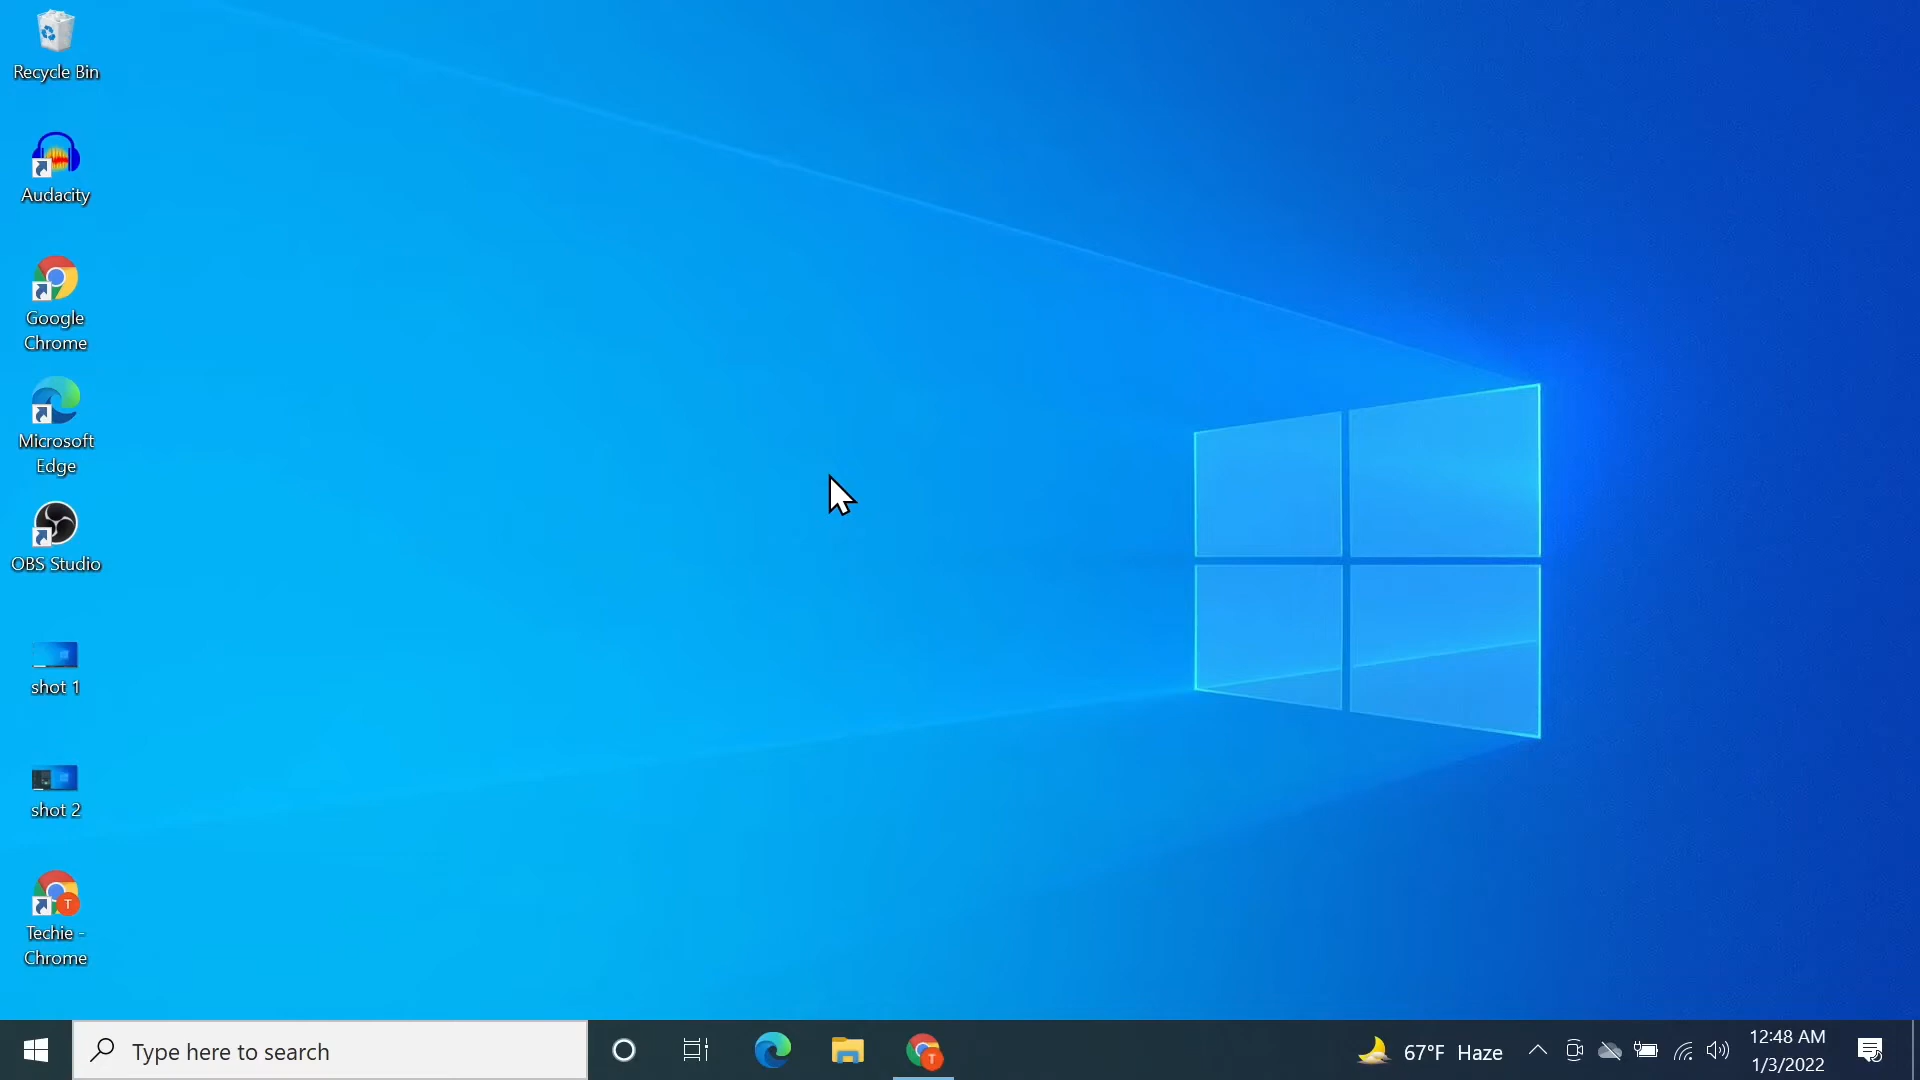 Recycle Bin
Audacity
Google
Chrome
Microsoft
Edge
OBS Studio
shot 1
shot 2
T
Techie -
Chrome
Type here to search
T
67°F Haze
12:48 AM
1/3/2022